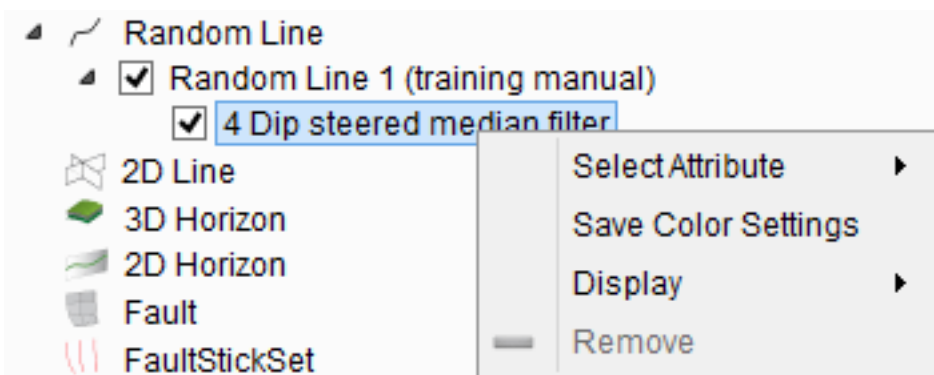 Random Line
Random Line 1 (training manual)
4 Dip steered median filter
2D Line
3D Horizon
2D Horizon
Fault
FaultStickSet
Select Attribute
Save Color Settings
Display
Remove